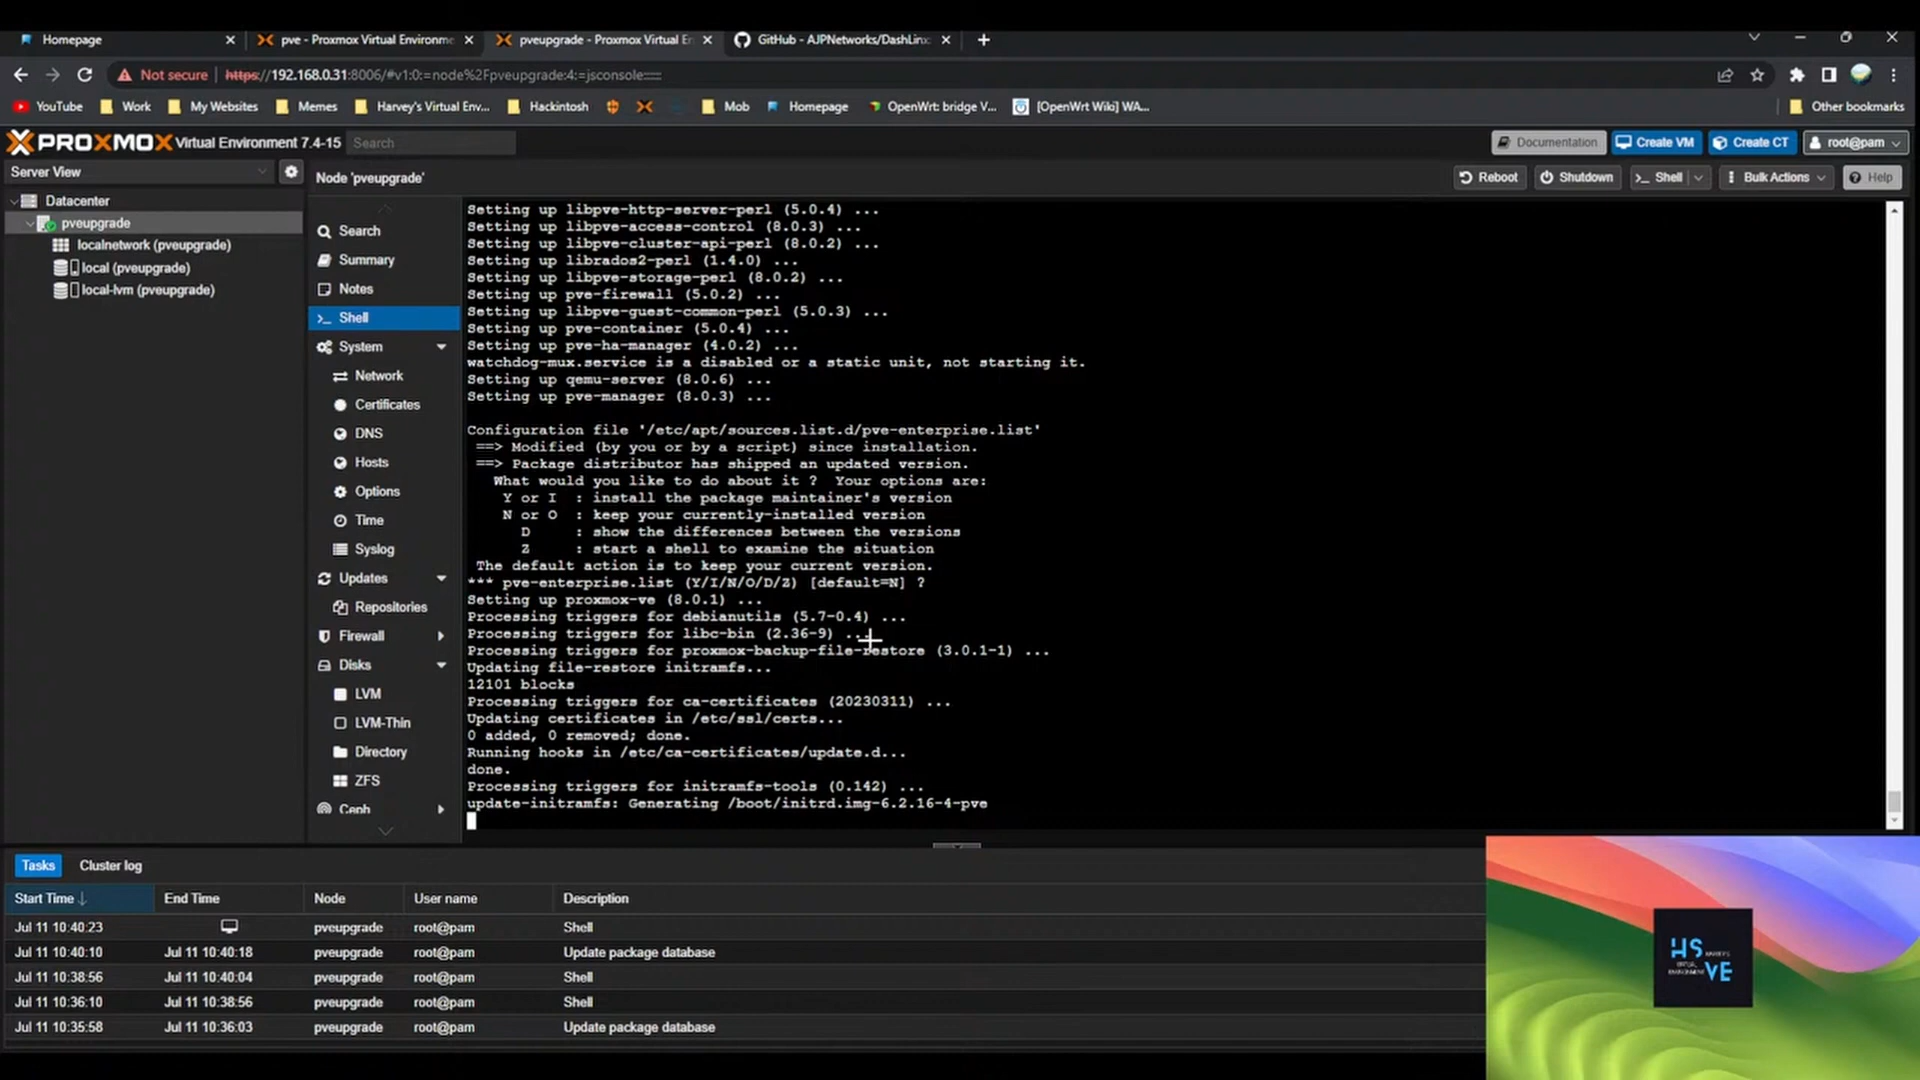 Homepage
pve - Proxmox Virtual Environme
pveupgrade - Proxmox Virtual En
GitHub - AJPNetworks/DashLinx:
Not secure
https://192.168.0.31:8006/#v1:0:=node%2Fpveupgrade:4:=jsconsole:::::
YouTube
Work
My Websites
Memes
Harvey's Virtual Env...
Hackintosh
Mob
Homepage
OpenWrt: bridge V...
[OpenWrt Wiki] WA...
Other bookmarks
PROXMOX Virtual Environment 7.4-15
Search
Documentation
Create VM
Create CT
root@pam
Server View
Node 'pveupgrade'
Reboot
Shutdown
>_ Shell
Bulk Actions
Help
Datacenter
pveupgrade
localnetwork (pveupgrade)
local (pveupgrade)
local-lvm (pveupgrade)
Search
Summary
Notes
>_ Shell
System
Network
Certificates
DNS
Hosts
Options
Time
Syslog
Updates
Repositories
Firewall
Disks
LVM
LVM-Thin
Directory
ZFS
Ceph
Setting up libpve-http-server-perl (5.0.4) ...
Setting up libpve-access-control (8.0.3) ...
Setting up libpve-cluster-api-perl (8.0.2) ...
Setting up librados2-perl (1.4.0) ...
Setting up libpve-storage-perl (8.0.2) ...
Setting up pve-firewall (5.0.2) ...
Setting up libpve-guest-common-perl (5.0.3) ...
Setting up pve-container (5.0.4) ...
Setting up pve-ha-manager (4.0.2) ...
watchdog-mux.service is a disabled or a static unit, not starting it.
Setting up qemu-server (8.0.6) ...
Setting up pve-manager (8.0.3) ...
Configuration file '/etc/apt/sources.list.d/pve-enterprise.list'
==> Modified (by you or by a script) since installation.
==> Package distributor has shipped an updated version.
What would you like to do about it ? Your options are:
Y or I : install the package maintainer's version
N or O : keep your currently-installed version
D : show the differences between the versions
Z : start a shell to examine the situation
The default action is to keep your current version.
*** pve-enterprise.list (Y/I/N/O/D/Z) [default=N] ?
Setting up proxmox-ve (8.0.1) ...
Processing triggers for debianutils (5.7-0.4) ...
Processing triggers for libc-bin (2.36-9) ...
Processing triggers for proxmox-backup-file-restore (3.0.1-1) ...
Updating file-restore initramfs...
12101 blocks
Processing triggers for ca-certificates (20230311) ...
Updating certificates in /etc/ssl/certs...
0 added, 0 removed; done.
Running hooks in /etc/ca-certificates/update.d...
done.
Processing triggers for initramfs-tools (0.142) ...
update-initramfs: Generating /boot/initrd.img-6.2.16-4-pve
Tasks
Cluster log
Start Time
End Time
Node
User name
Description
Jul 11 10:40:23 pveupgrade root@pam Shell
Jul 11 10:40:10 Jul 11 10:40:18 pveupgrade root@pam Update package database
Jul 11 10:38:56 Jul 11 10:40:04 pveupgrade root@pam Shell
Jul 11 10:36:10 Jul 11 10:38:56 pveupgrade root@pam Shell
Jul 11 10:35:58 Jul 11 10:36:03 pveupgrade root@pam Update package database
HS
VE